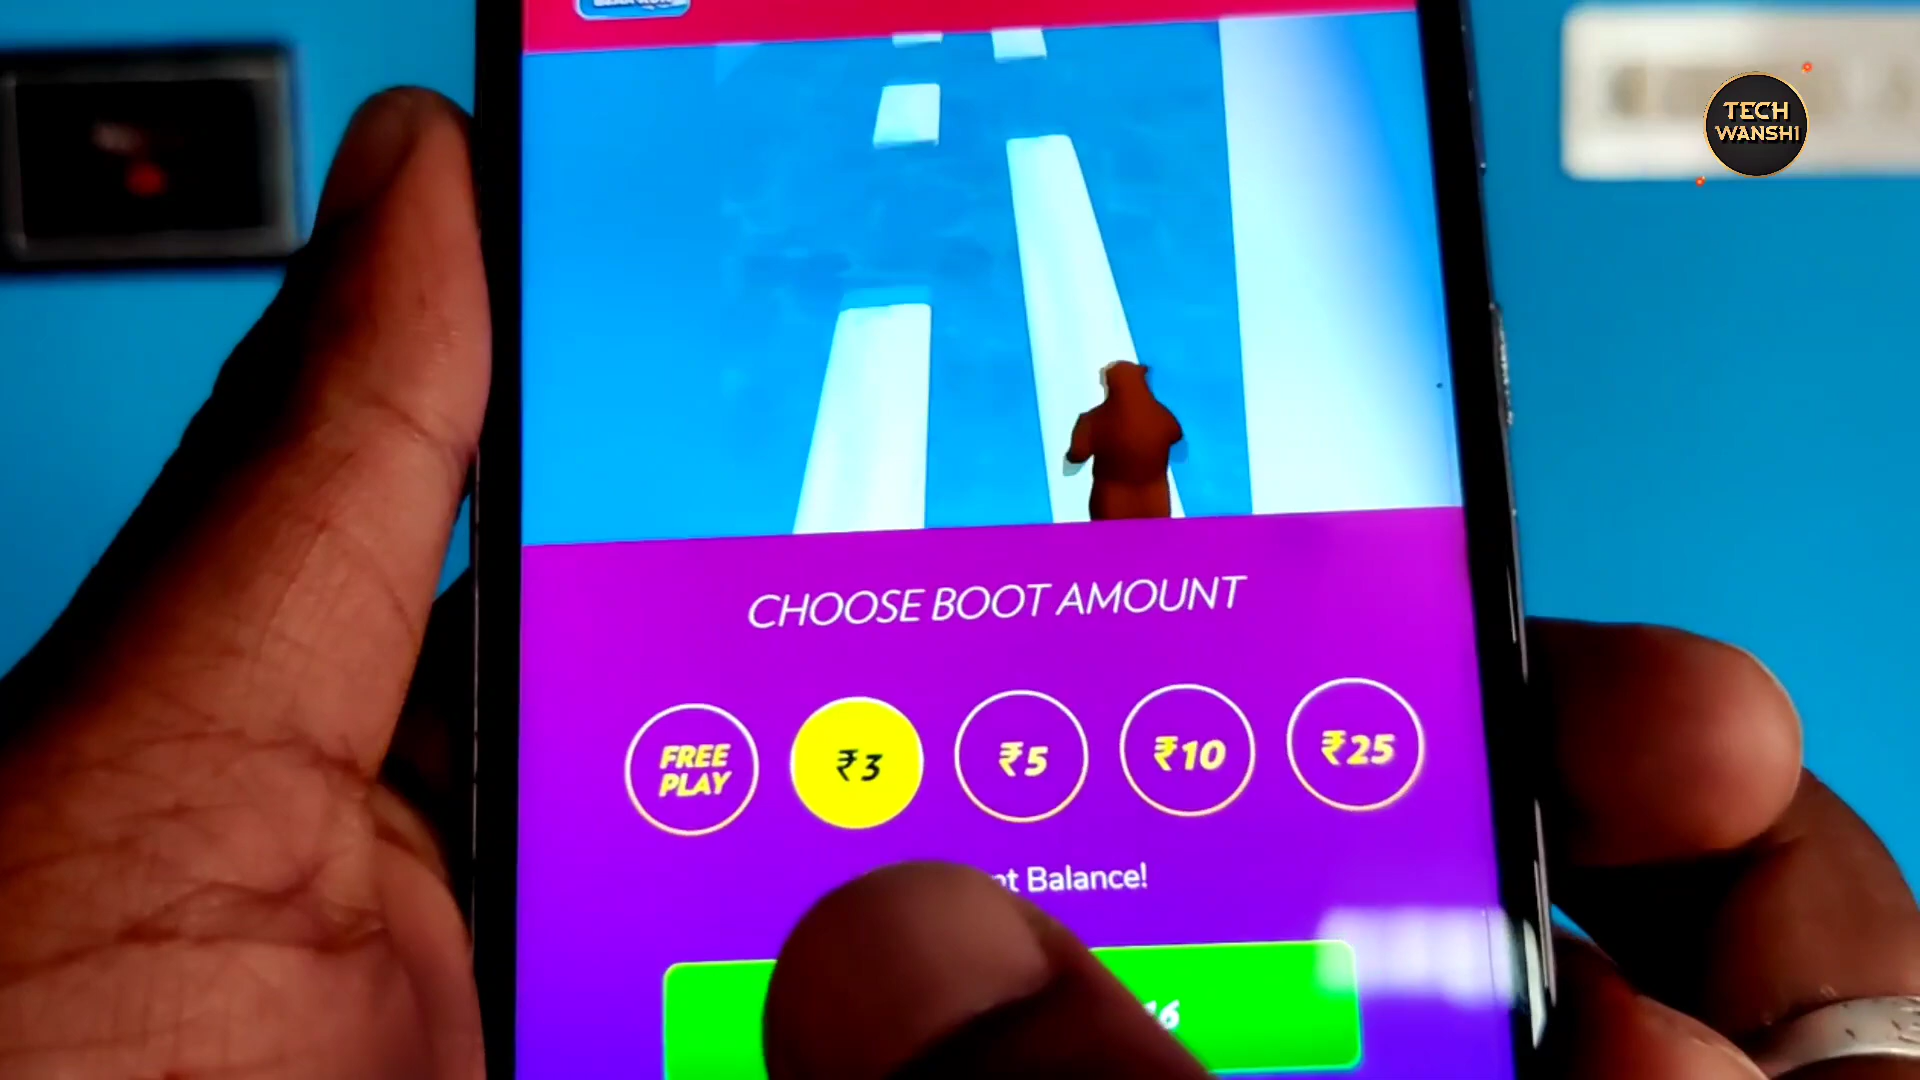 TECH
WANSHI
CHOOSE BOOT AMOUNT
FREE
PLAY
₹3
₹5
₹10
₹25
Balance!